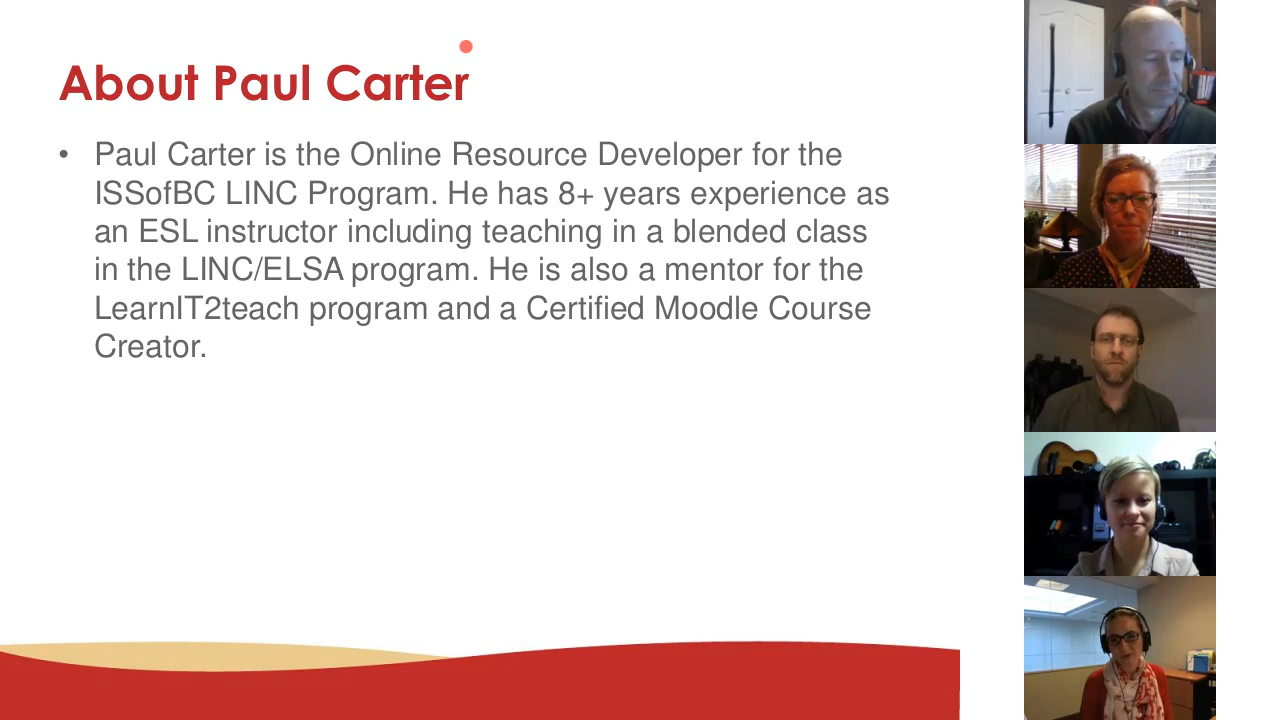 About Paul Carter
• Paul Carter is the Online Resource Developer for the
ISSofBC LINC Program. He has 8+ years experience as
an ESL instructor including teaching in a blended class
in the LINC/ELSA program. He is also a mentor for the
LearnIT2teach program and a Certified Moodle Course
Creator.